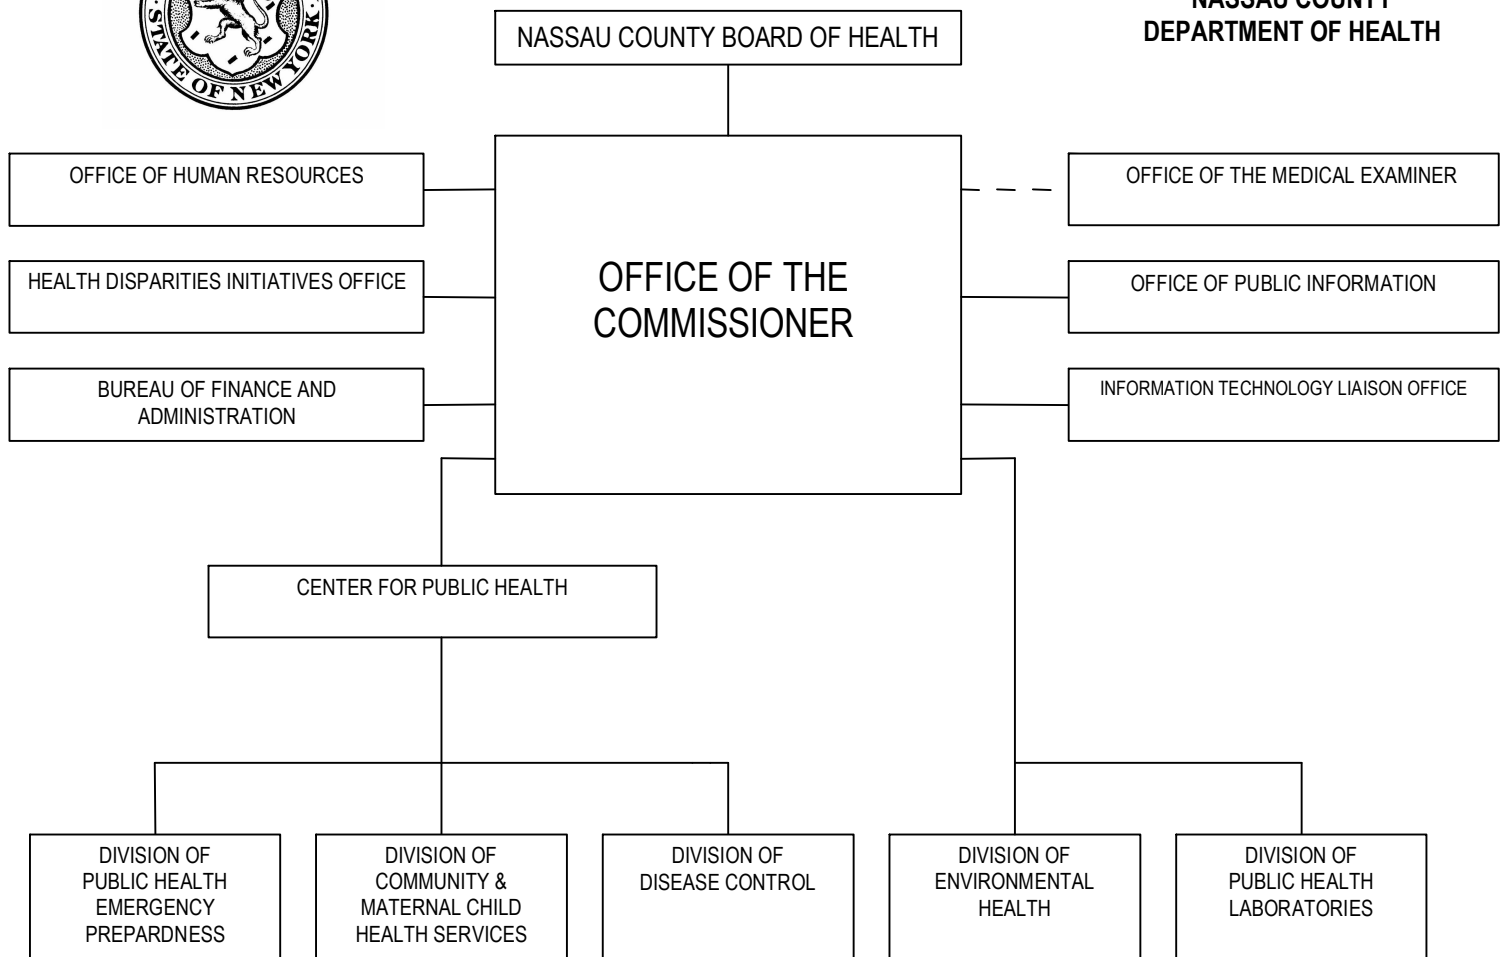 NASSAU COUNTY
DEPARTMENT OF HEALTH
STATE OF NEW YORK
NASSAU COUNTY BOARD OF HEALTH
OFFICE OF HUMAN RESOURCES
OFFICE OF THE MEDICAL EXAMINER
HEALTH DISPARITIES INITIATIVES OFFICE
OFFICE OF THE
COMMISSIONER
OFFICE OF PUBLIC INFORMATION
BUREAU OF FINANCE AND
ADMINISTRATION
INFORMATION TECHNOLOGY LIAISON OFFICE
CENTER FOR PUBLIC HEALTH
DIVISION OF
PUBLIC HEALTH
EMERGENCY
PREPARDNESS
DIVISION OF
COMMUNITY &
MATERNAL CHILD
HEALTH SERVICES
DIVISION OF
DISEASE CONTROL
DIVISION OF
ENVIRONMENTAL
HEALTH
DIVISION OF
PUBLIC HEALTH
LABORATORIES